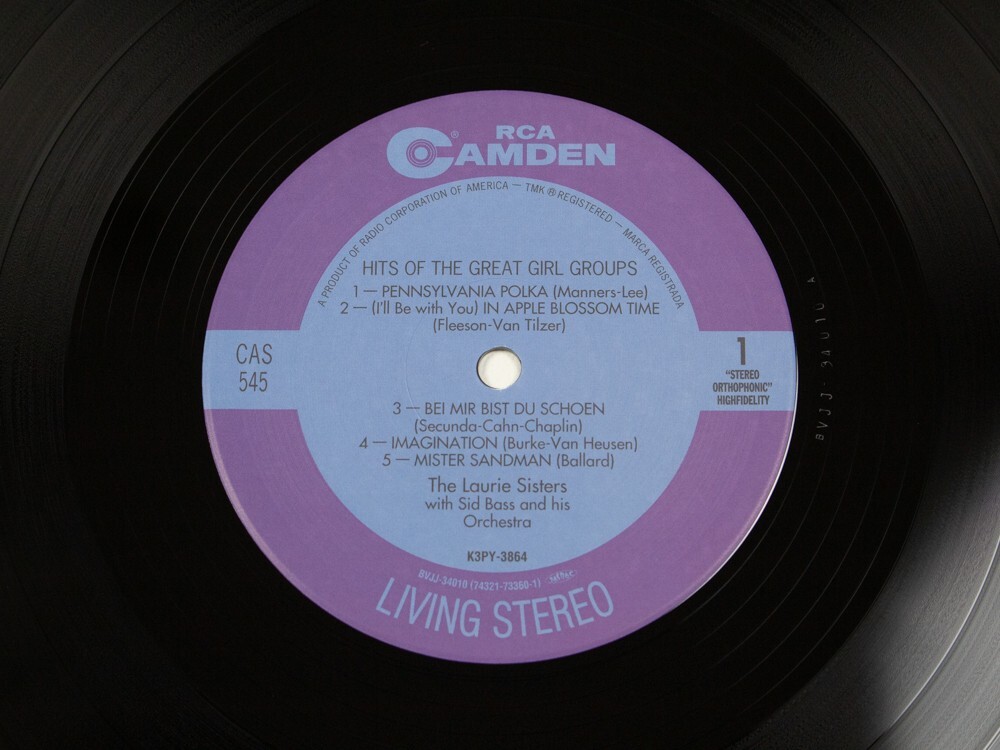 RCA
CAMDEN®
A PRODUCT OF RADIO CORPORATION OF AMERICA — TMK ® REGISTERED — MARCA REGISTRADA
HITS OF THE GREAT GIRL GROUPS
1 — PENNSYLVANIA POLKA (Manners-Lee)
2 — (I'll Be with You) IN APPLE BLOSSOM TIME
(Fleeson-Van Tilzer)
CAS
545
1
"STEREO
ORTHOPHONIC"
HIGHFIDELITY
3 — BEI MIR BIST DU SCHOEN
(Secunda-Cahn-Chaplin)
4 — IMAGINATION (Burke-Van Heusen)
5 — MISTER SANDMAN (Ballard)
The Laurie Sisters
with Sid Bass and his
Orchestra
K3PY-3864
BVJJ-34010 (74321-73360-1)
LIVING STEREO
BVJJ-34010 A